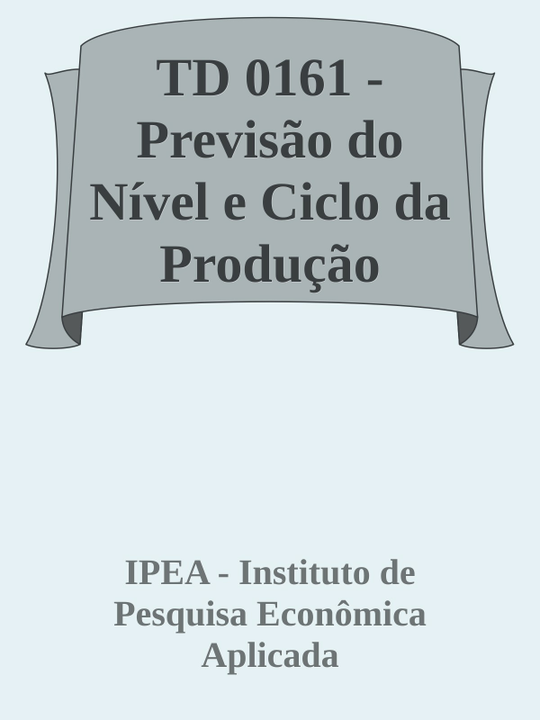 TD 0161 -
Previsão do
Nível e Ciclo da
Produção
IPEA - Instituto de
Pesquisa Econômica
Aplicada